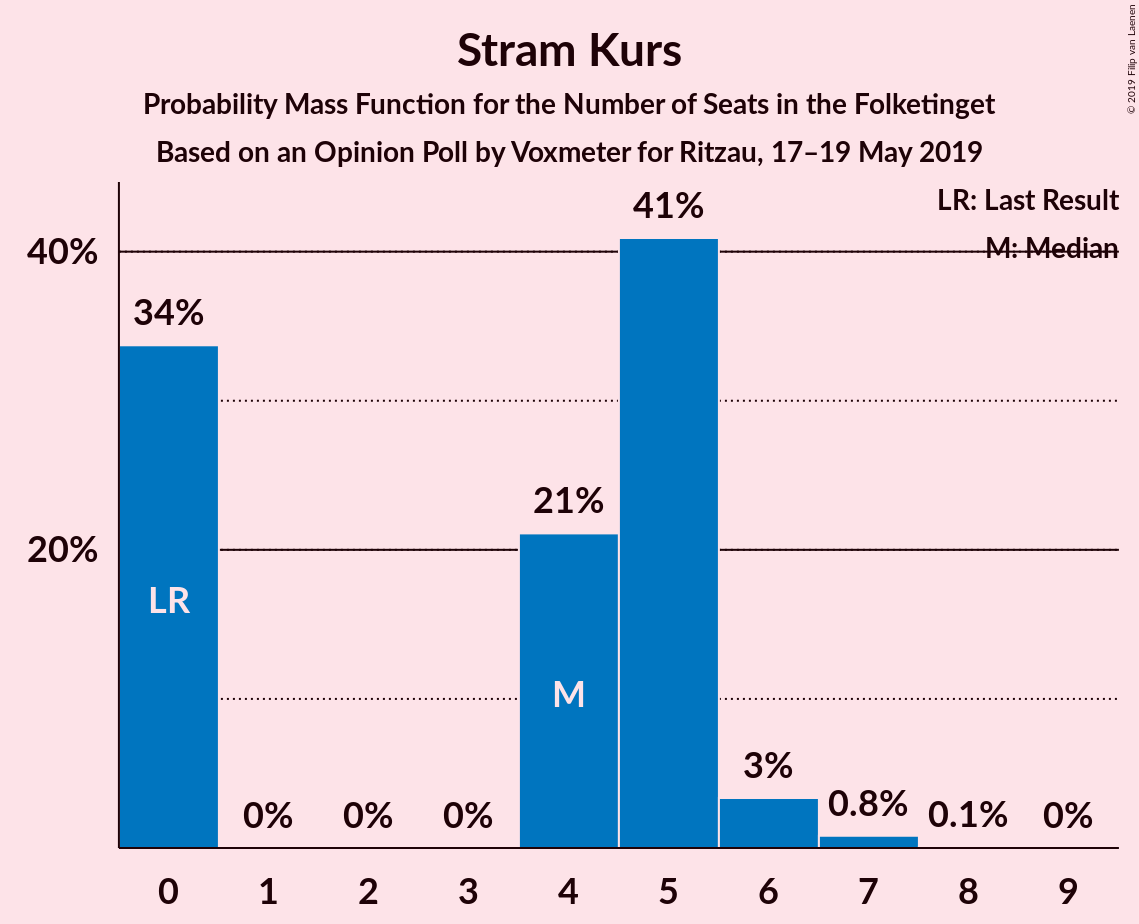 Stram Kurs
Probability Mass Function for the Number of Seats in the Folketinget
Based on an Opinion Poll by Voxmeter for Ritzau, 17–19 May 2019
© 2019 Filip van Laenen
LR: Last Result
M: Median
41%
40%
34%
21%
20%
LR
M
3%
0.8%
0% 0% 0% 0.1% 0%
0 1 2 3 4 5 6 7 8 9